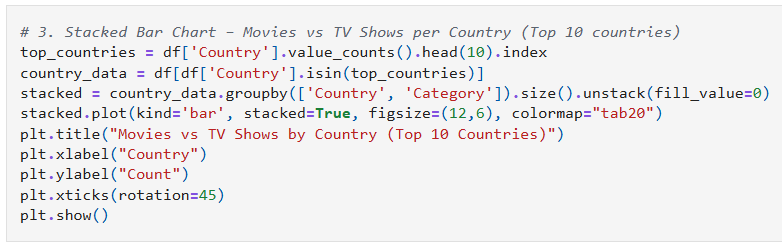 # 3. Stacked Bar Chart – Movies vs TV Shows per Country (Top 10 countries)
top_countries = df['Country'].value_counts().head(10).index
country_data = df[df['Country'].isin(top_countries)]
stacked = country_data.groupby(['Country', 'Category']).size().unstack(fill_value=0)
stacked.plot(kind='bar', stacked=True, figsize=(12,6), colormap="tab20")
plt.title("Movies vs TV Shows by Country (Top 10 Countries)")
plt.xlabel("Country")
plt.ylabel("Count")
plt.xticks(rotation=45)
plt.show()